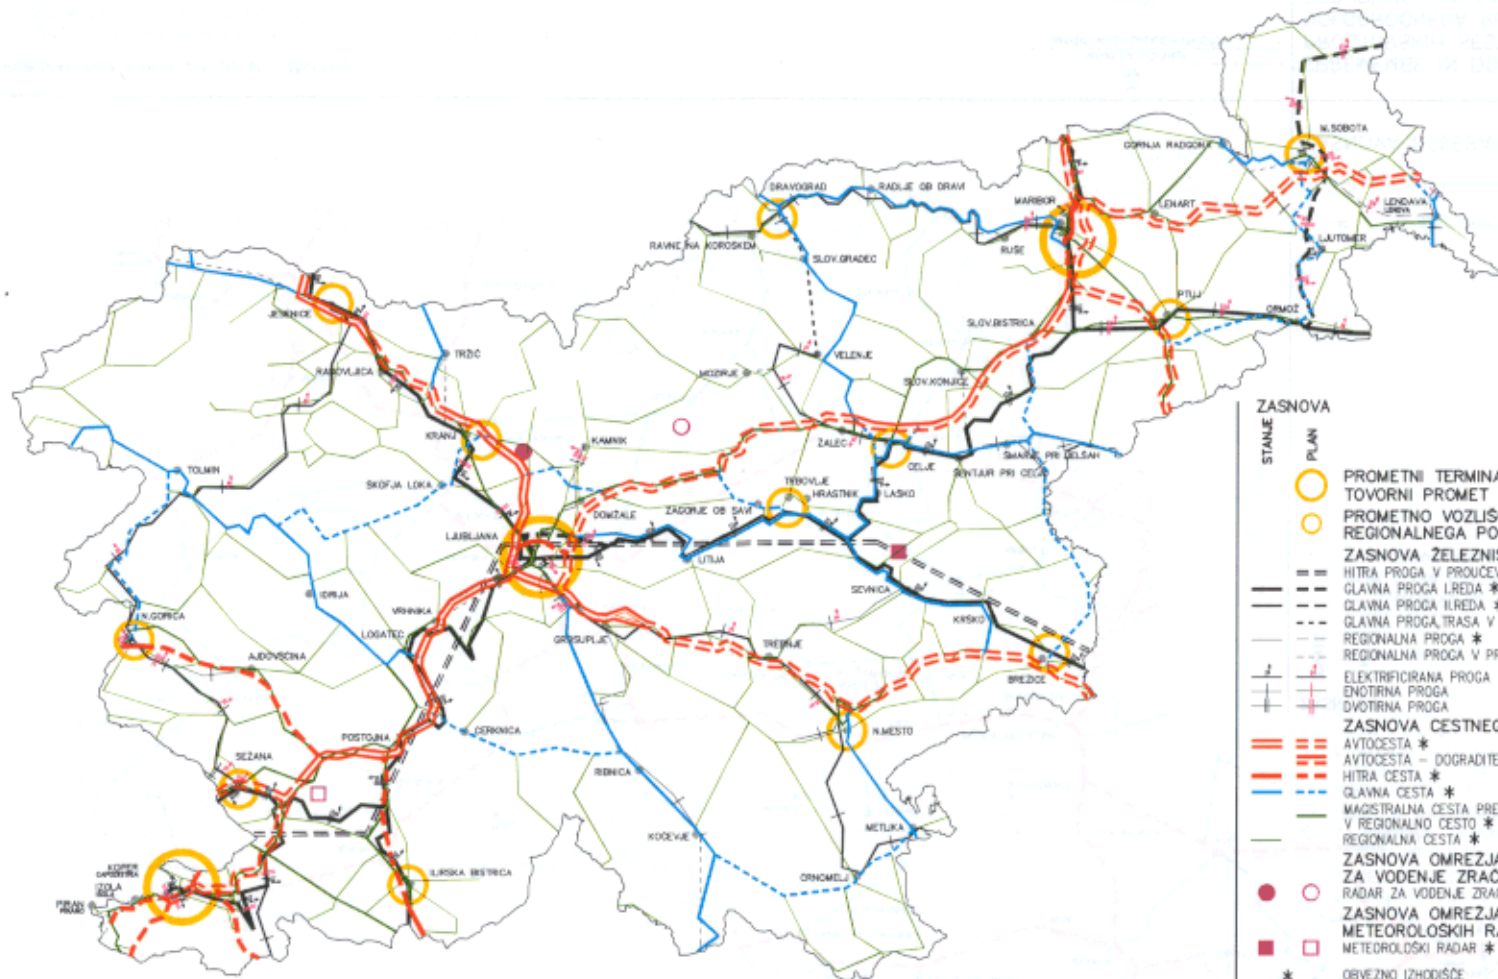 M.SOBOTA
GORNJA RADGONA
DRAVOGRAD
RADLJE OB DRAVI
MARIBOR
LENART
LENDAVA
LJUTOMER
RAVNE NA KOROŠKEM
RUŠE
SLOV.GRADEC
PTUJ
ORMOŽ
JESENICE
SLOV.BISTRICA
TRŽIČ
VELENJE
RADOVLJICA
MOZIRJE
SLOV.KONJICE
KRANJ
KAMNIK
ŽALEC
CELJE
ŠMARJE PRI JELŠAH
ŠENTJUR PRI CELJU
TOLMIN
ŠKOFJA LOKA
TRBOVLJE
HRASTNIK
LAŠKO
ZAGORJE OB SAVI
DOMŽALE
LJUBLJANA
LITIJA
SEVNICA
IDRIJA
VRHNIKA
KRŠKO
N.GORICA
LOGATEC
GROSUPLJE
TREBNJE
AJDOVŠČINA
BREŽICE
POSTOJNA
CERKNICA
N.MESTO
SEŽANA
RIBNICA
KOČEVJE
METLIKA
KOPER
ILIRSKA BISTRICA
ČRNOMELJ
IZOLA
PIRAN
ZASNOVA
STANJE
PLAN
PROMETNI TERMINA
TOVORNI PROMET
PROMETNO VOZLIŠ
REGIONALNEGA PO
ZASNOVA ŽELEZNIŠ
HITRA PROGA V PROUČEV
GLAVNA PROGA I.REDA *
GLAVNA PROGA II.REDA *
GLAVNA PROGA,TRASA V
REGIONALNA PROGA *
REGIONALNA PROGA V PR
ELEKTRIFICIRANA PROGA
ENOTIRNA PROGA
DVOTIRNA PROGA
ZASNOVA CESTNEG
AVTOCESTA *
AVTOCESTA - DOGRADITE
HITRA CESTA *
GLAVNA CESTA *
MAGISTRALNA CESTA PRE
V REGIONALNO CESTO *
REGIONALNA CESTA *
ZASNOVA OMREŽJA
ZA VODENJE ZRAČ
RADAR ZA VODENJE ZRA
ZASNOVA OMREŽJA
METEOROLOŠKIH RA
METEOROLOŠKI RADAR *
* OBVEZNO IZHODIŠČE